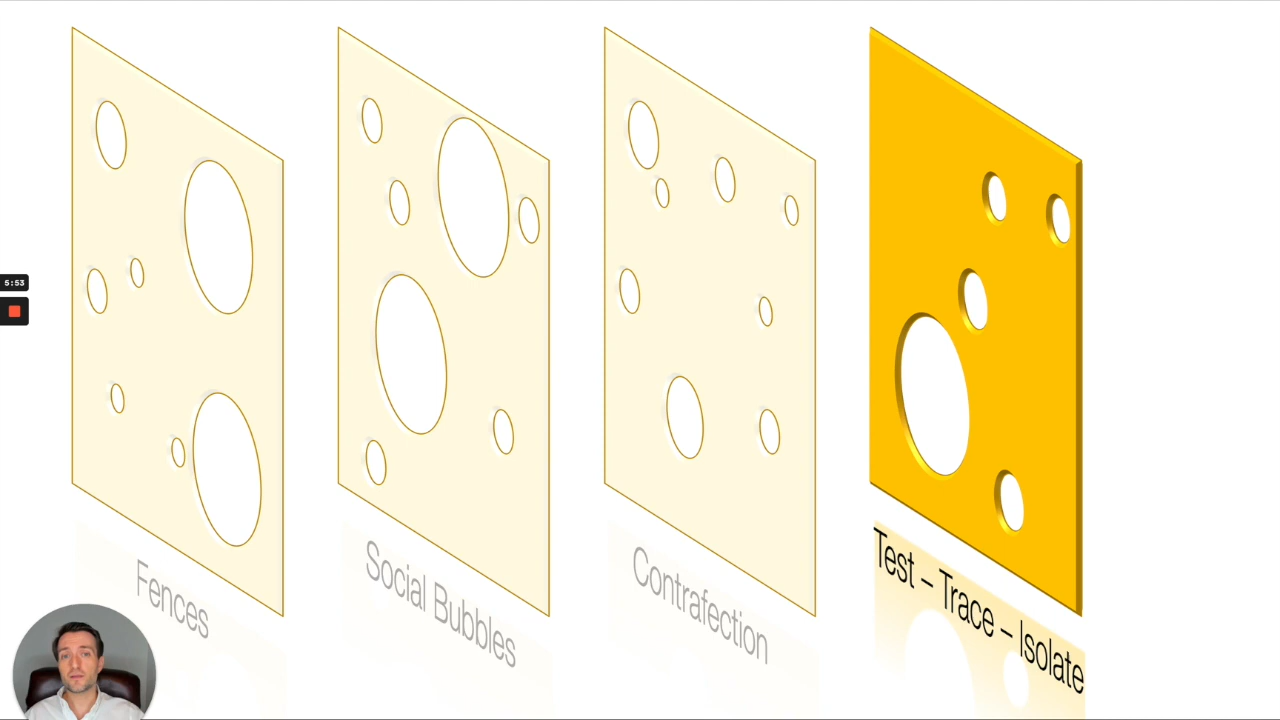 5:53
Fences
Social Bubbles
Contrafection
Test – Trace – Isolate